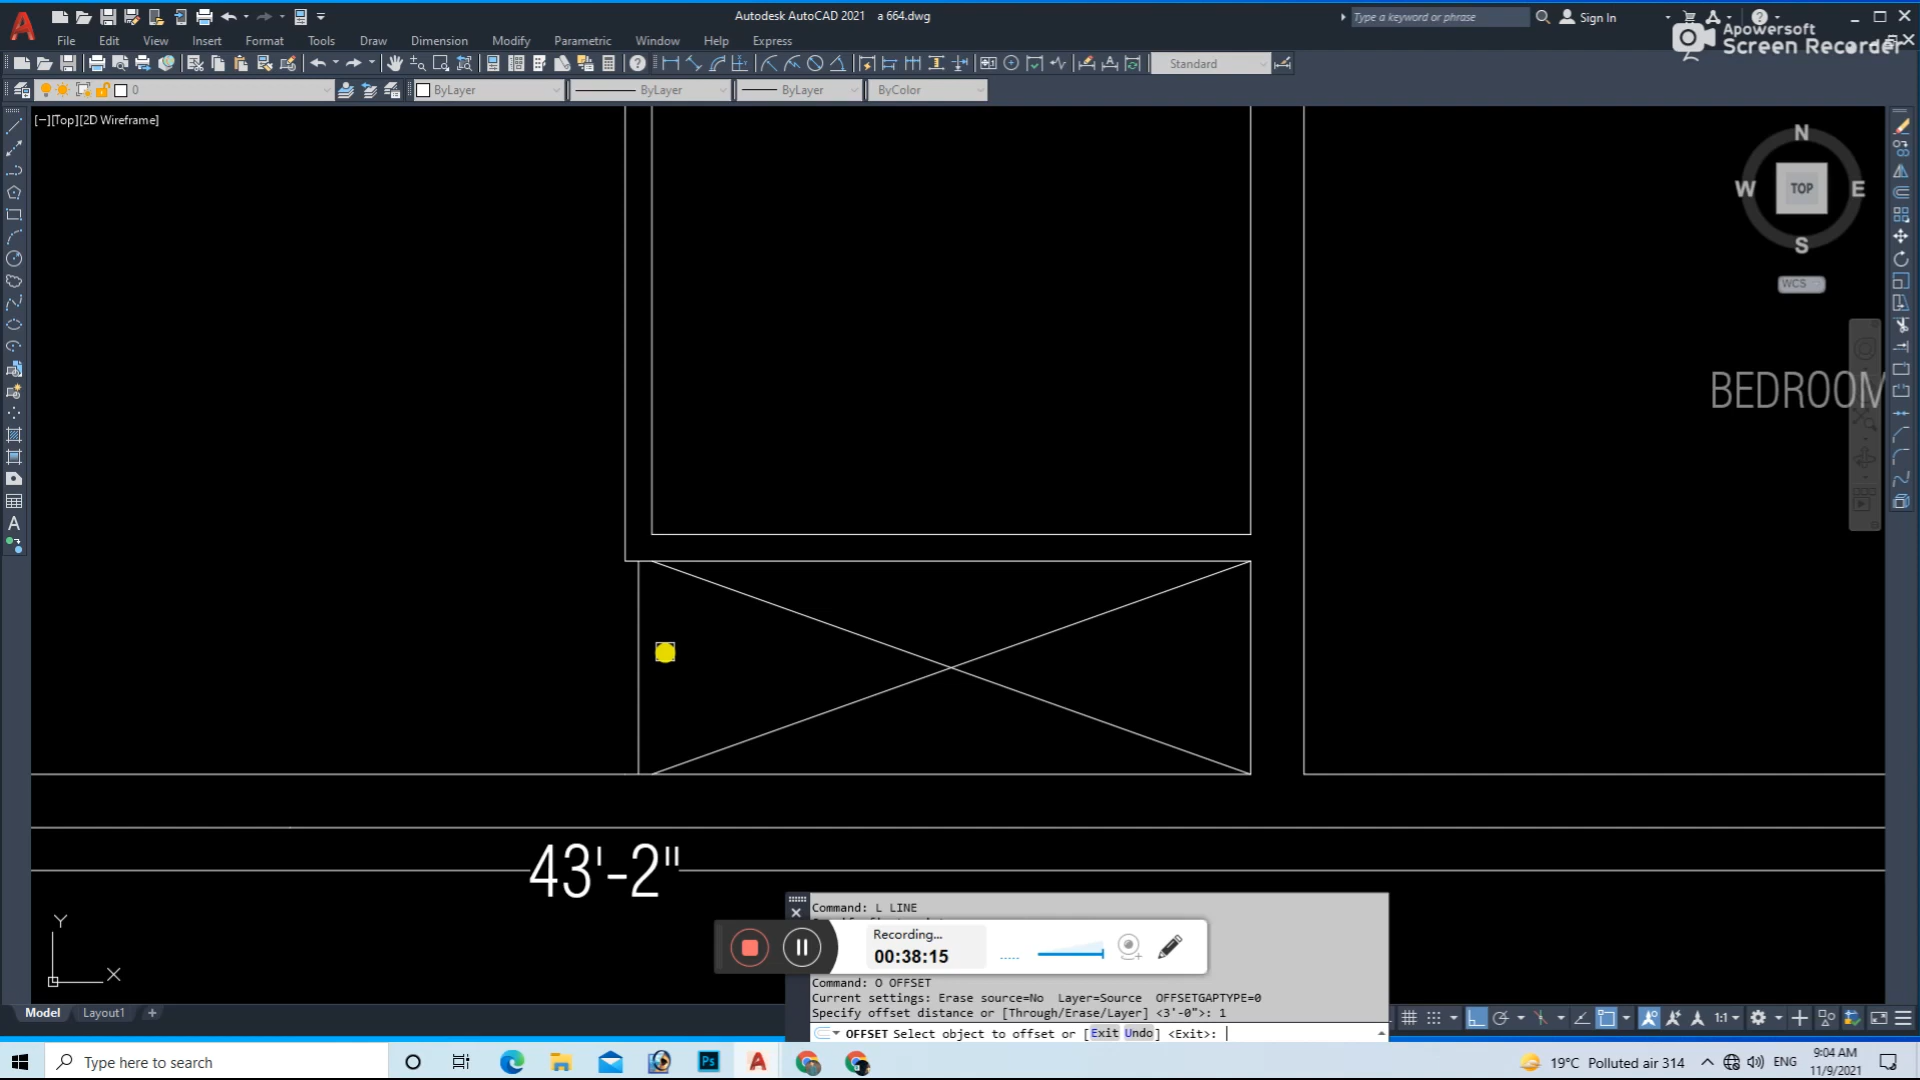 Autodesk AutoCAD 2021 a 664.dwg
Type a keyword or phrase
Sign In
Apowersoft
Screen Recorder
File Edit View Insert Format Tools Draw Dimension Modify Parametric Window Help Express
Standard
0 ByLayer ByLayer ByLayer ByColor
[−][Top][2D Wireframe]
N
W TOP E
S
WCS
BEDROOM
43'-2"
Y
X
Command: L LINE
Recording...
00:38:15
Command: O OFFSET
Current settings: Erase source=No Layer=Source OFFSETGAPTYPE=0
Specify offset distance or [Through/Erase/Layer] <3'-0">: 1
OFFSET Select object to offset or [Exit Undo] <Exit>:
Model Layout1
1:1
Type here to search
Ps
19°C Polluted air 314
ENG
9:04 AM
11/9/2021